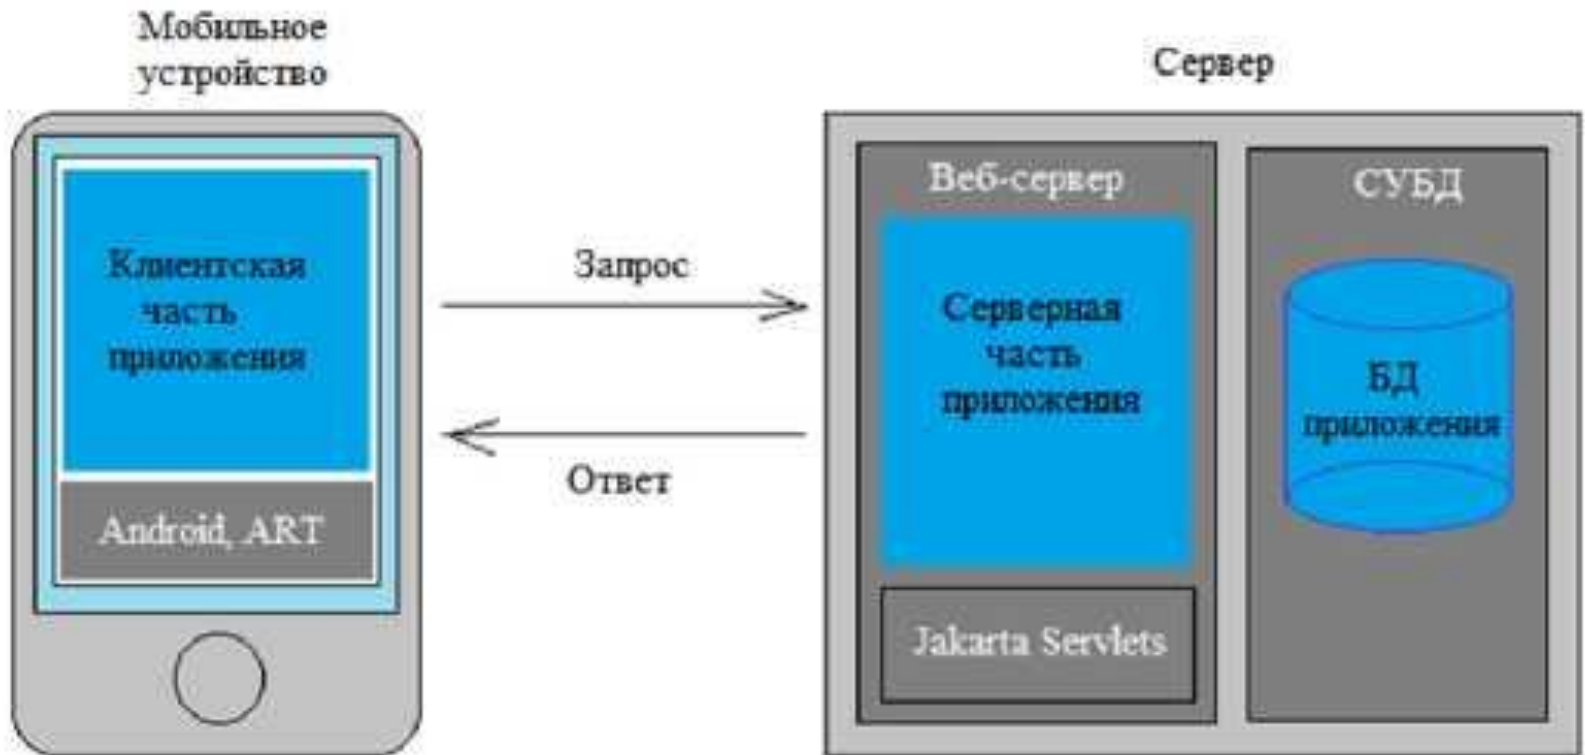 Мобильное
устройство
Сервер
Клиентская
часть
приложения
Android, ART
Запрос
Ответ
Веб-сервер
Серверная
часть
приложения
Jakarta Servlets
СУБД
БД
приложения